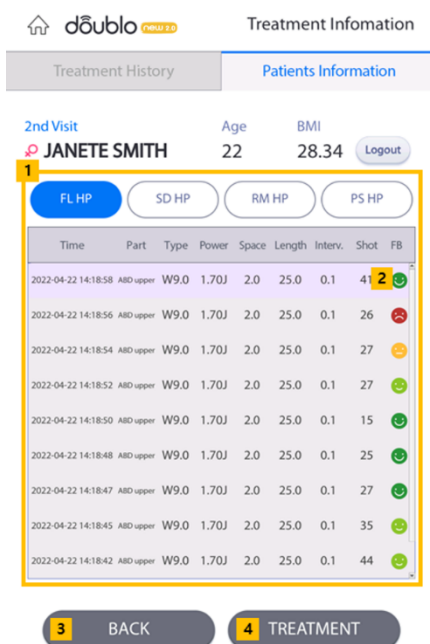 doublo new 2.0
Treatment Infomation
Treatment History
Patients Information
2nd Visit Age BMI
JANETE SMITH 22 28.34 Logout
1
FL HP SD HP RM HP PS HP
Time Part Type Power Space Length Interv. Shot FB
2022-04-22 14:18:58 ABD upper W9.0 1.70J 2.0 25.0 0.1 41 2
2022-04-22 14:18:56 ABD upper W9.0 1.70J 2.0 25.0 0.1 26
2022-04-22 14:18:54 ABD upper W9.0 1.70J 2.0 25.0 0.1 27
2022-04-22 14:18:52 ABD upper W9.0 1.70J 2.0 25.0 0.1 27
2022-04-22 14:18:50 ABD upper W9.0 1.70J 2.0 25.0 0.1 15
2022-04-22 14:18:48 ABD upper W9.0 1.70J 2.0 25.0 0.1 25
2022-04-22 14:18:47 ABD upper W9.0 1.70J 2.0 25.0 0.1 27
2022-04-22 14:18:45 ABD upper W9.0 1.70J 2.0 25.0 0.1 35
2022-04-22 14:18:42 ABD upper W9.0 1.70J 2.0 25.0 0.1 44
3 BACK 4 TREATMENT